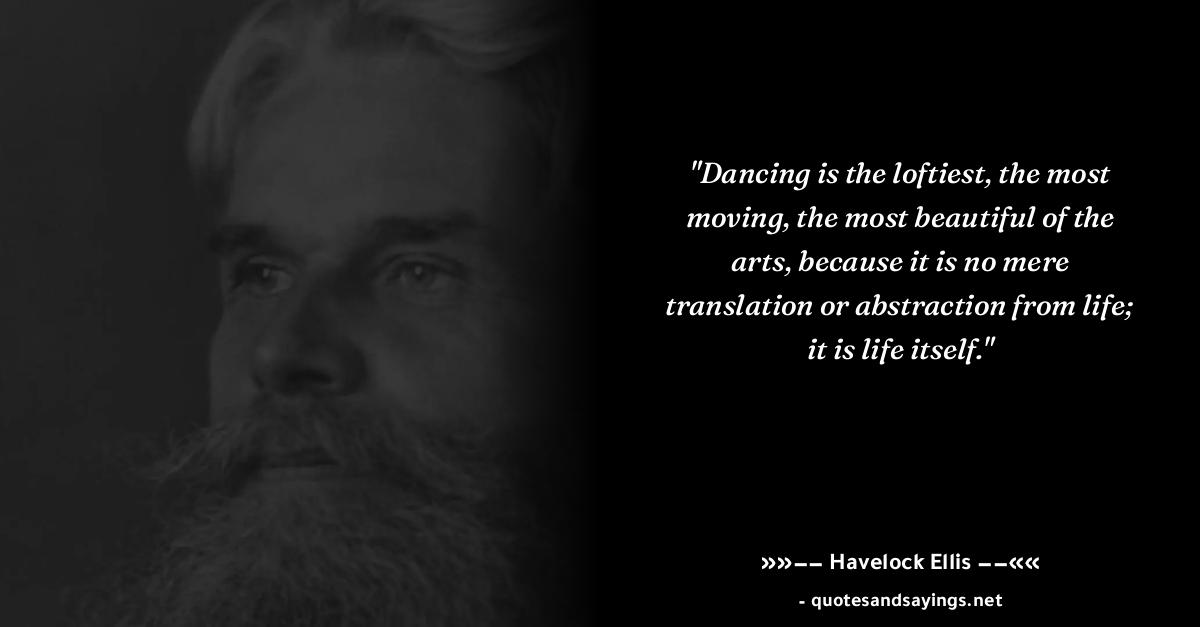 "Dancing is the loftiest, the most
moving, the most beautiful of the
arts, because it is no mere
translation or abstraction from life;
it is life itself."
»»−− Havelock Ellis −−««
- quotesandsayings.net